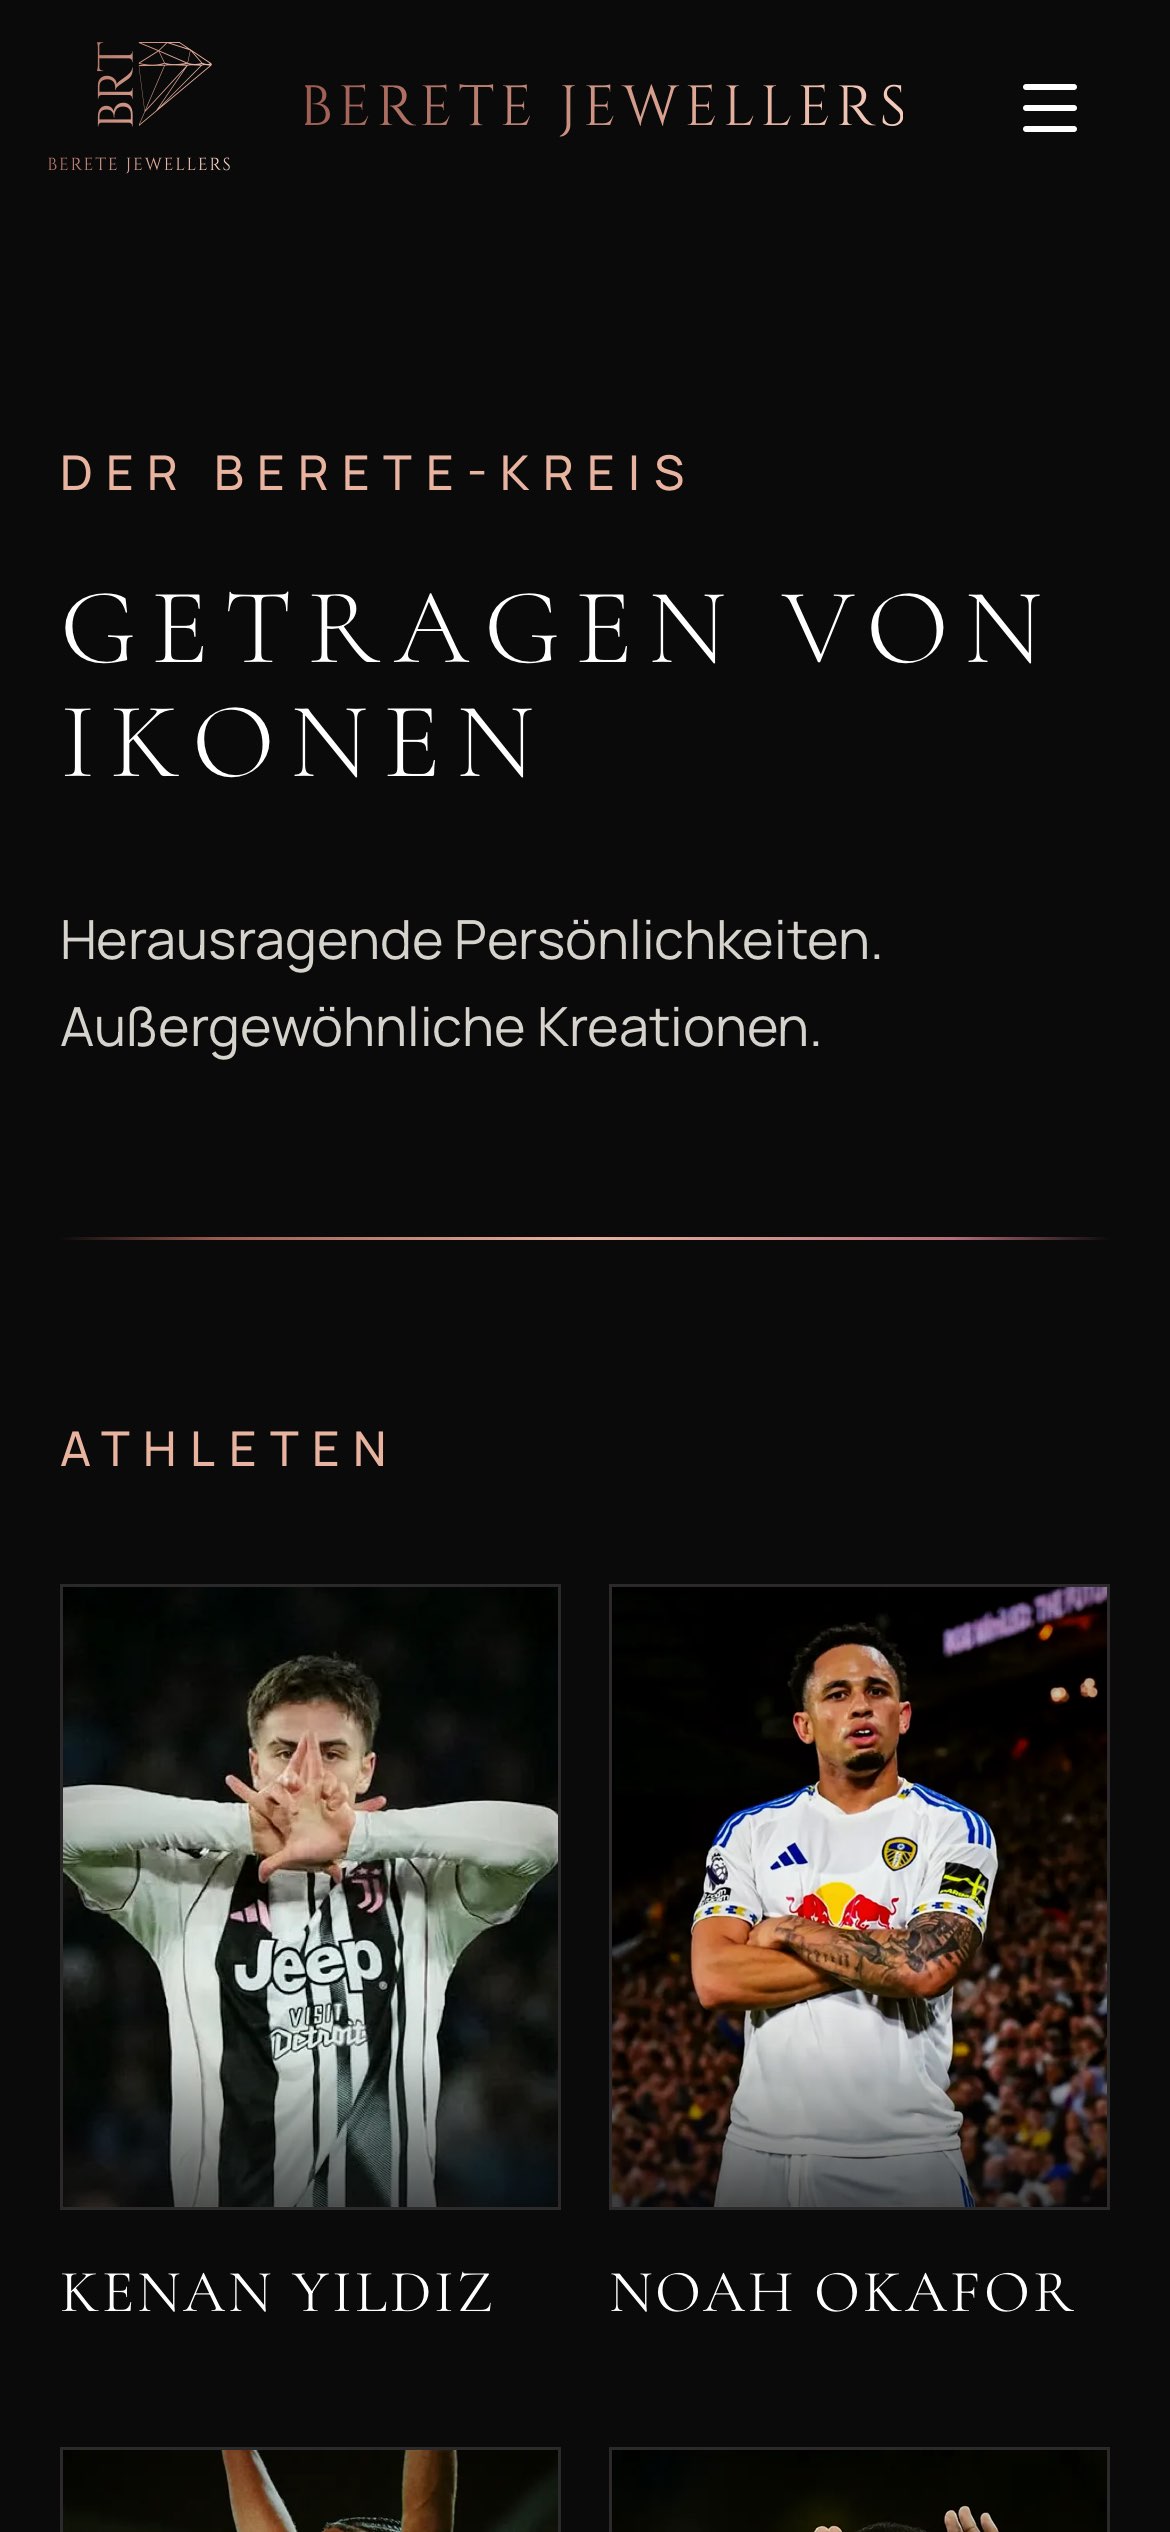 BRT
BERETE JEWELLERS
BERETE JEWELLERS
DER BERETE-KREIS
GETRAGEN VON
IKONEN
Herausragende Persönlichkeiten.
Außergewöhnliche Kreationen.
ATHLETEN
Jeep
VISIT
Detroit
KENAN YILDIZ
NOAH OKAFOR